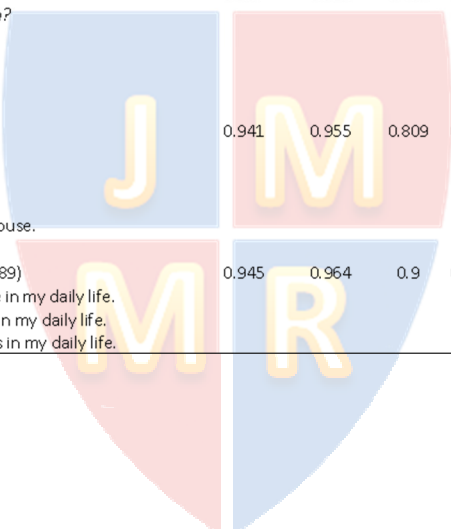 ?
J M
0.941 0.955 0.809
ouse.
89) 0.945 0.964 0.9
in my daily life.
n my daily life.
s in my daily life.
M R